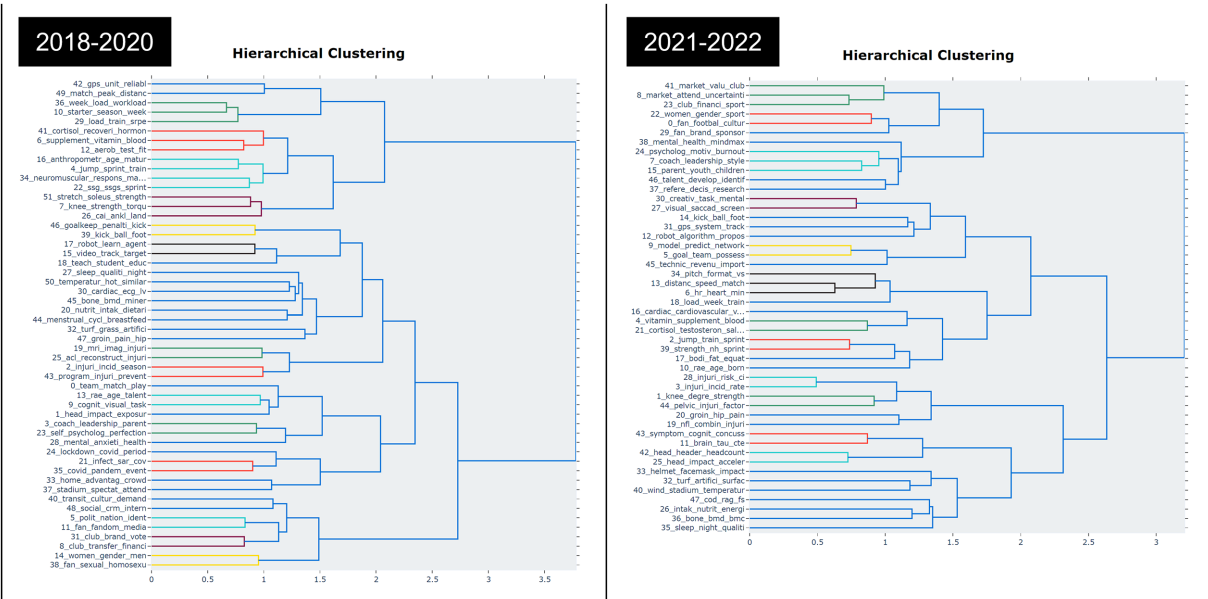 2018-2020
Hierarchical Clustering
42_gps_unit_reliabl
49_match_peak_distanc
36_week_load_workload
10_starter_season_week
29_load_train_srpe
41_cortisol_recoveri_hormon
6_supplement_vitamin_blood
12_aerob_test_fit
16_anthropometr_age_matur
4_jump_sprint_train
34_neuromuscular_respons_ma...
22_ssg_ssgs_sprint
51_stretch_soleus_strength
7_knee_strength_torqu
26_cai_ankl_land
46_goalkeep_penalti_kick
39_kick_ball_foot
17_robot_learn_agent
15_video_track_target
18_teach_student_educ
27_sleep_qualiti_night
50_temperatur_hot_similar
30_cardiac_ecg_lv
45_bone_bmd_miner
20_nutrit_intak_dietari
44_menstrual_cycl_breastfeed
32_turf_grass_artifici
47_groin_pain_hip
19_mri_imag_injuri
25_acl_reconstruct_injuri
2_injuri_incid_season
43_program_injuri_prevent
0_team_match_play
13_rae_age_talent
9_cognit_visual_task
1_head_impact_exposur
3_coach_leadership_parent
23_self_psycholog_perfection
28_mental_anxieti_health
24_lockdown_covid_period
21_infect_sar_cov
35_covid_pandem_event
33_home_advantag_crowd
37_stadium_spectat_attend
40_transit_cultur_demand
48_social_crm_intern
5_polit_nation_ident
11_fan_fandom_media
31_club_brand_vote
8_club_transfer_financi
14_women_gender_men
38_fan_sexual_homosexu
0 0.5 1 1.5 2 2.5 3 3.5
2021-2022
Hierarchical Clustering
41_market_valu_club
8_market_attend_uncertainti
23_club_financi_sport
22_women_gender_sport
0_fan_footbal_cultur
29_fan_brand_sponsor
38_mental_health_mindmax
24_psycholog_motiv_burnout
7_coach_leadership_style
15_parent_youth_children
46_talent_develop_identif
37_refere_decis_research
30_creativ_task_mental
27_visual_saccad_screen
14_kick_ball_foot
31_gps_system_track
12_robot_algorithm_propos
9_model_predict_network
5_goal_team_possess
45_technic_revenu_import
34_pitch_format_vs
13_distanc_speed_match
6_hr_heart_min
18_load_week_train
16_cardiac_cardiovascular_v...
4_vitamin_supplement_blood
21_cortisol_testosteron_sal...
2_jump_train_sprint
39_strength_nh_sprint
17_bodi_fat_equat
10_rae_age_born
28_injuri_risk_ci
3_injuri_incid_rate
1_knee_degree_strength
44_pelvic_injuri_factor
20_groin_hip_pain
19_nfl_combin_injuri
43_symptom_cognit_concuss
11_brain_tau_cte
42_head_header_headcount
25_head_impact_acceler
33_helmet_facemask_impact
32_turf_artifici_surfac
40_wind_stadium_temperatur
47_cod_rag_fs
26_intak_nutrit_energi
36_bone_bmd_bmc
35_sleep_night_qualiti
0 0.5 1 1.5 2 2.5 3